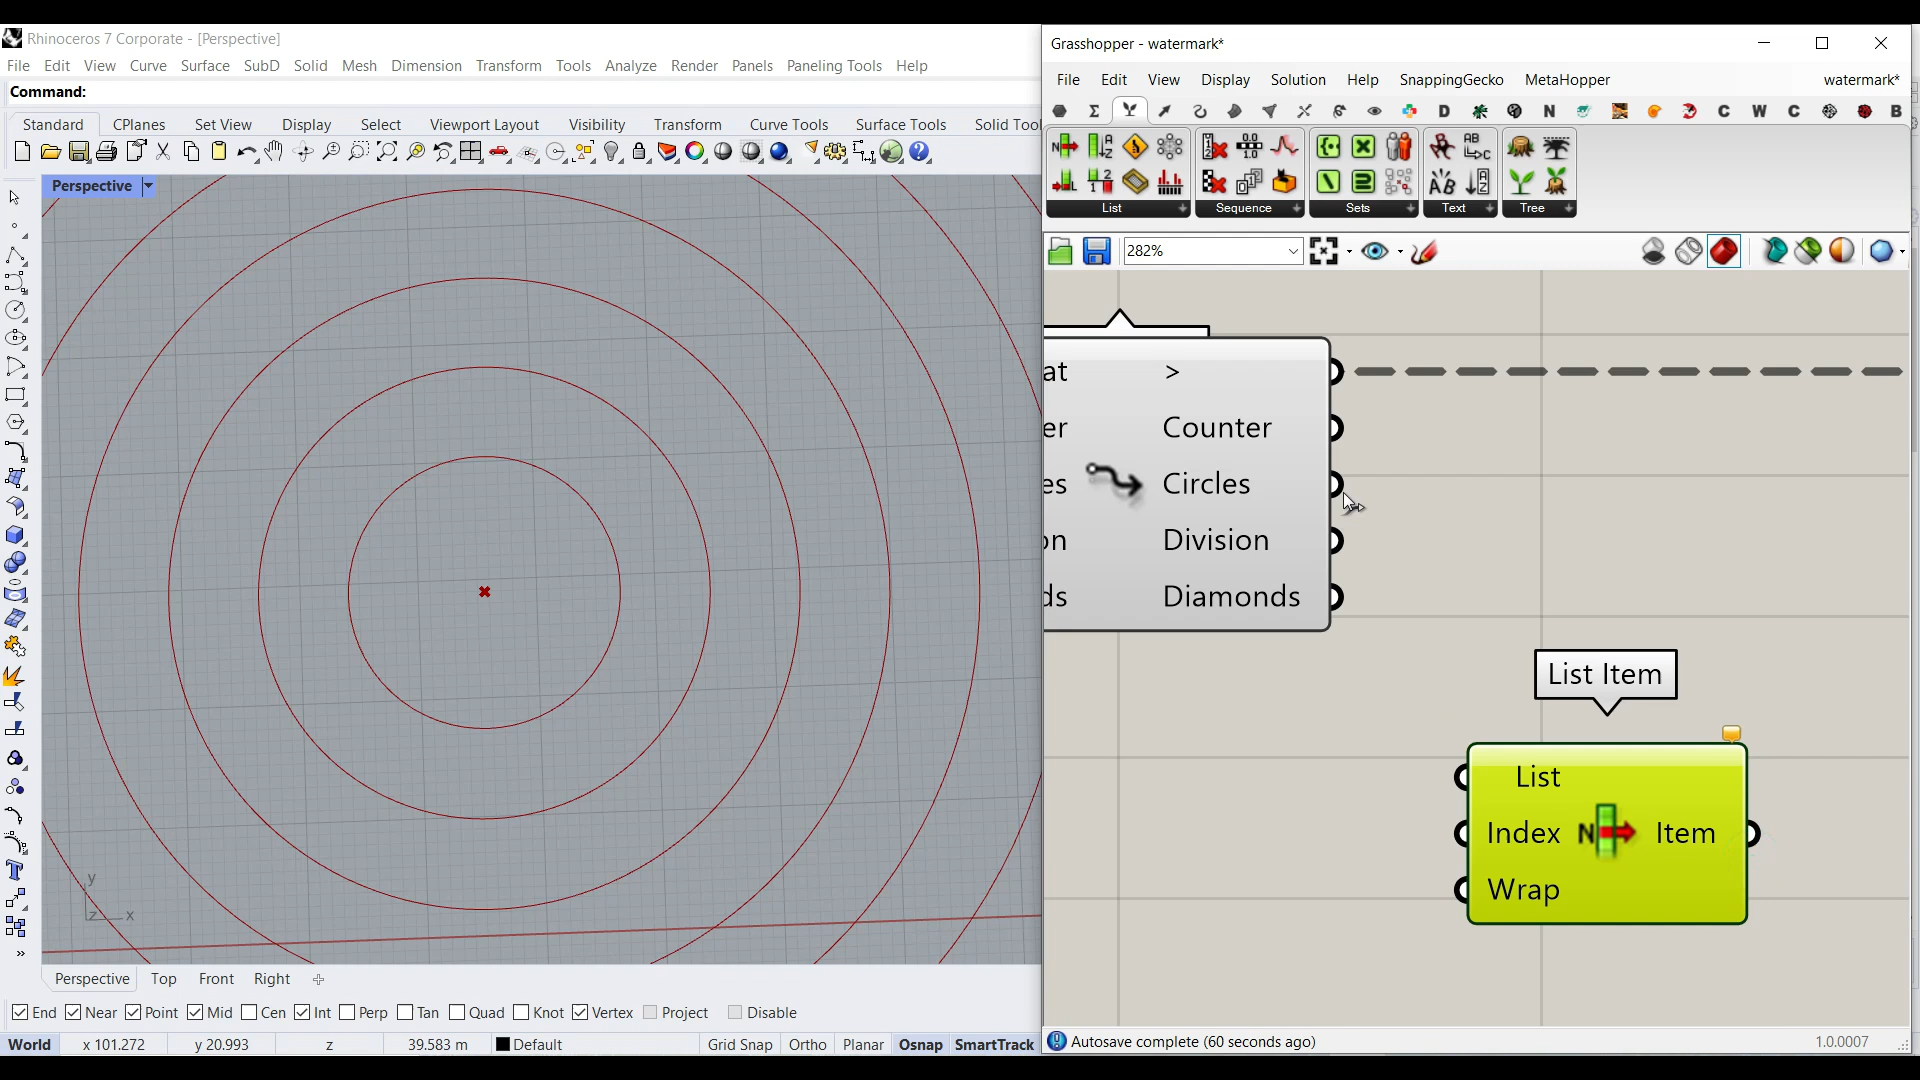 Rhinoceros 7 Corporate - [Perspective]
File Edit View Curve Surface SubD Solid Mesh Dimension Transform Tools Analyze Render Panels Paneling Tools Help
Command:
Standard CPlanes Set View Display Select Viewport Layout Visibility Transform Curve Tools Surface Tools Solid Tool
Perspective
y
z x
Perspective Top Front Right
End Near Point Mid Cen Int Perp Tan Quad Knot Vertex Project Disable
World x 101.272 y 20.993 z 39.583 m Default Grid Snap Ortho Planar Osnap SmartTrack
Grasshopper - watermark*
File Edit View Display Solution Help SnappingGecko MetaHopper watermark*
D N C W C B
List Sequence Sets Text Tree
282%
at >
er Counter
es Circles
on Division
ds Diamonds
List Item
List
Index N Item
Wrap
Autosave complete (60 seconds ago) 1.0.0007